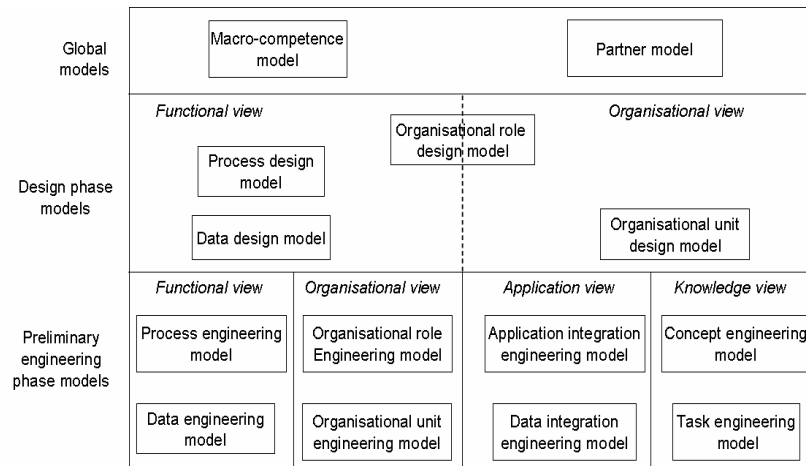 Global
models
Macro-competence
model
Partner model
Design phase
models
Functional view
Organisational view
Organisational role
design model
Process design
model
Data design model
Organisational unit
design model
Preliminary
engineering
phase models
Functional view
Organisational view
Application view
Knowledge view
Process engineering
model
Organisational role
Engineering model
Application integration
engineering model
Concept engineering
model
Data engineering
model
Organisational unit
engineering model
Data integration
engineering model
Task engineering
model